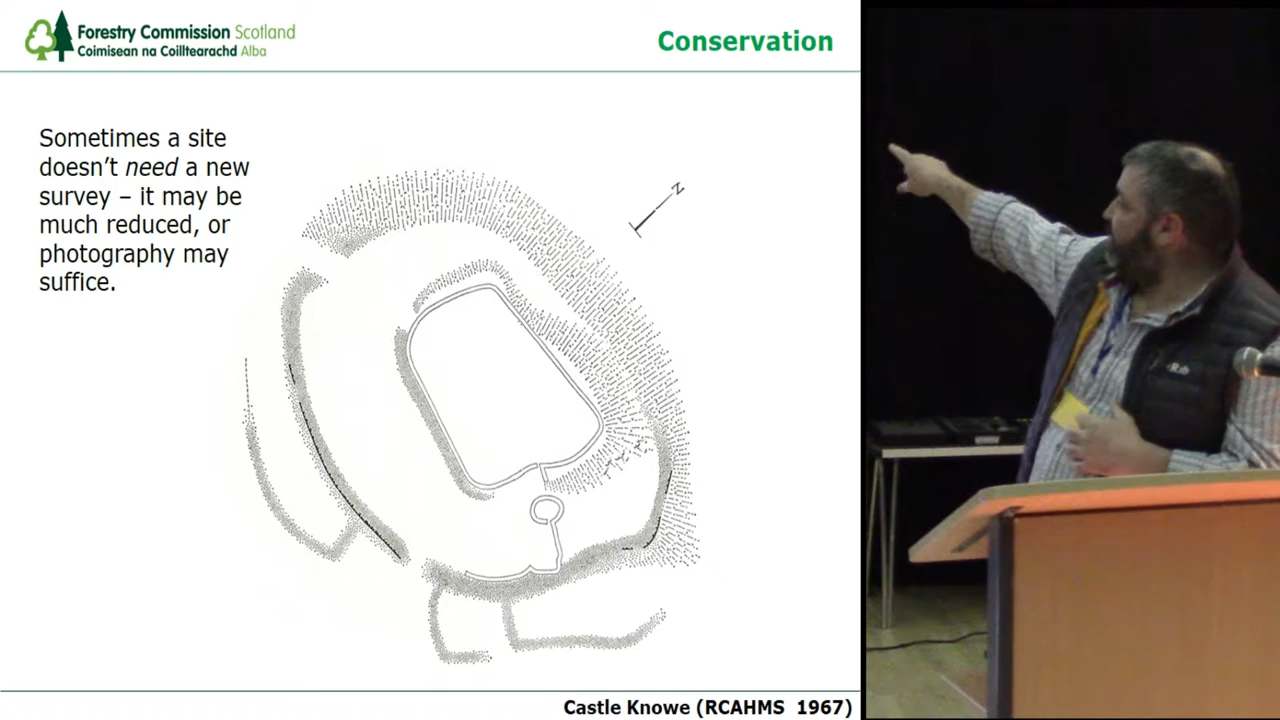 Forestry Commission Scotland
Coimisean na Coilltearachd Alba
Conservation
Sometimes a site
doesn't need a new
survey – it may be
much reduced, or
photography may
suffice.
N
Rab
Castle Knowe (RCAHMS 1967)